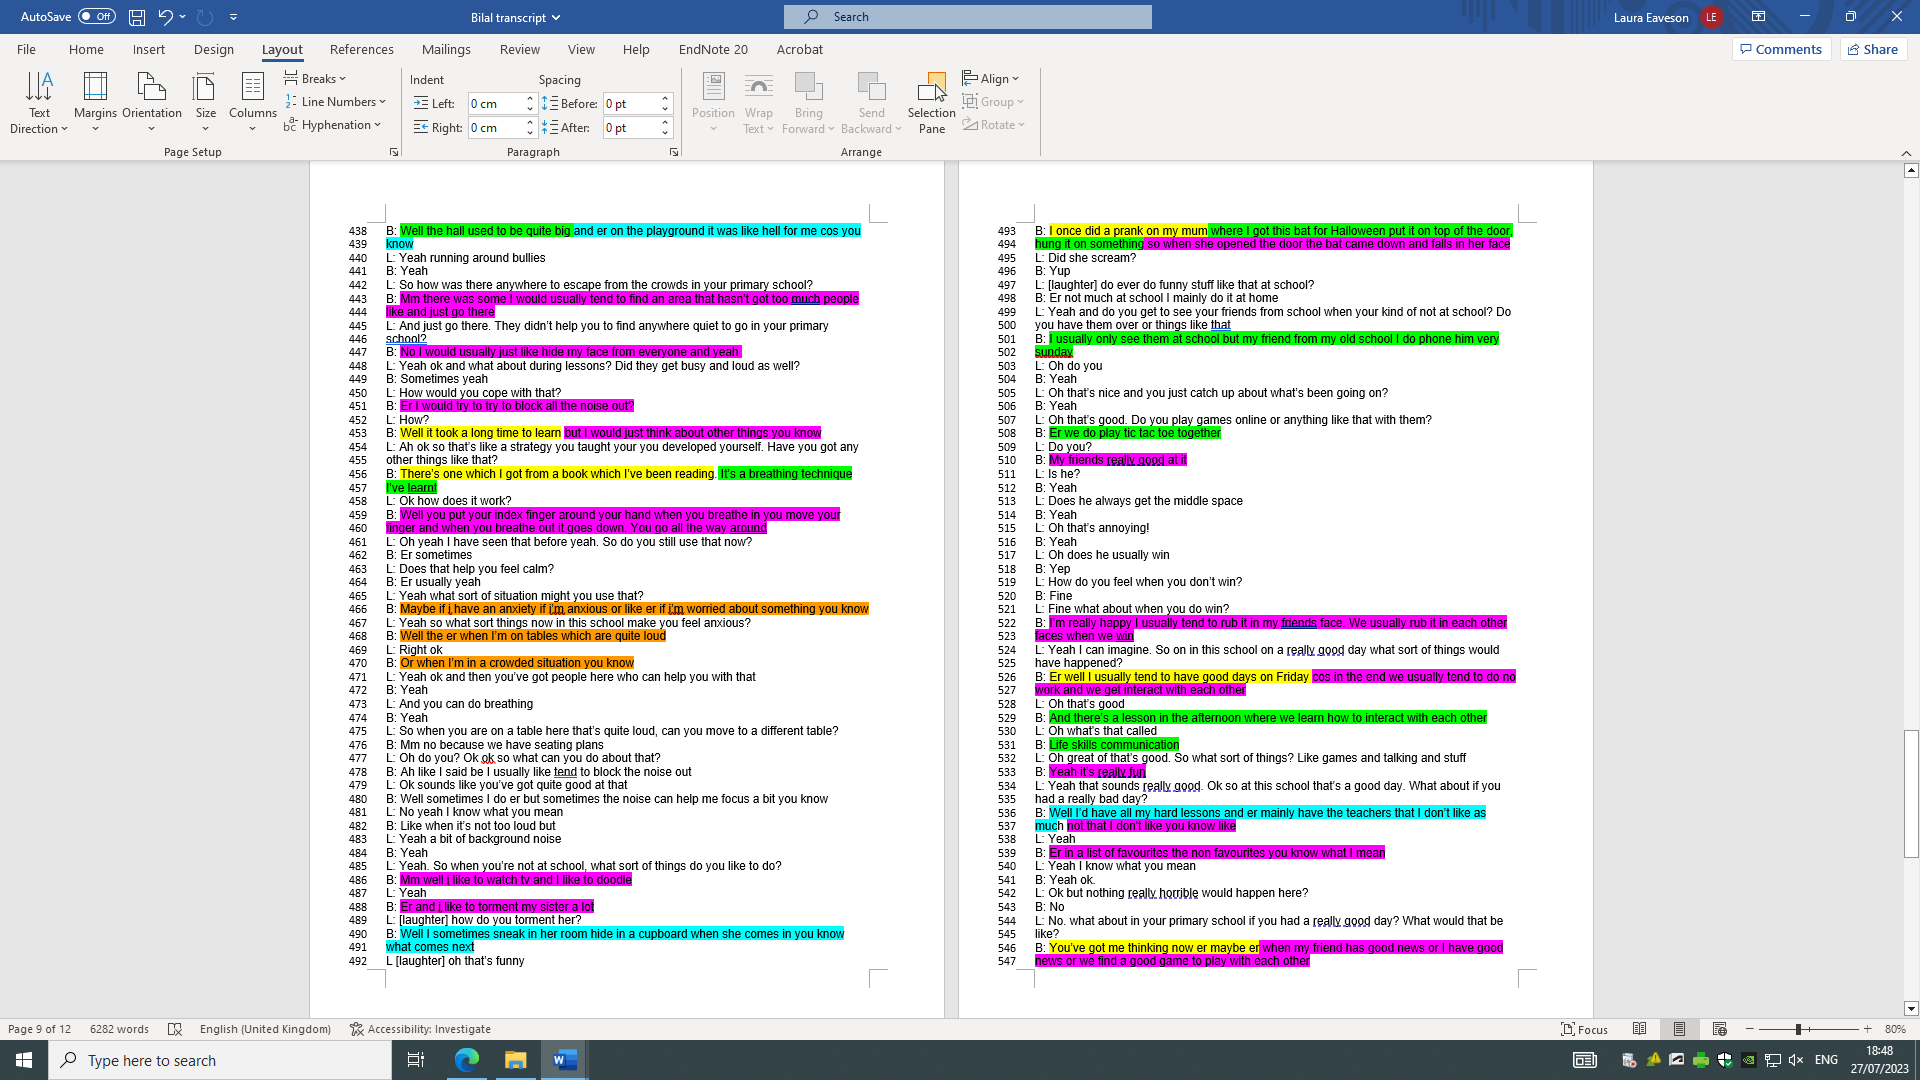 AutoSave Off
Bilal transcript
Search
Laura Eaveson LE
File Home Insert Design Layout References Mailings Review View Help EndNote 20 Acrobat
Comments Share
Text Direction
Margins
Orientation
Size
Columns
Breaks
Line Numbers
Hyphenation
Page Setup
Indent
Left: 0 cm
Right: 0 cm
Spacing
Before: 0 pt
After: 0 pt
Paragraph
Position
Wrap Text
Bring Forward
Send Backward
Selection Pane
Align
Group
Rotate
Arrange
438 B: Well the hall used to be quite big and er on the playground it was like hell for me cos you
439 know
440 L: Yeah running around bullies
441 B: Yeah
442 L: So how was there anywhere to escape from the crowds in your primary school?
443 B: Mm there was some I would usually tend to find an area that hasn't got too much people
444 like and just go there
445 L: And just go there. They didn't help you to find anywhere quiet to go in your primary
446 school?
447 B: No I would usually just like hide my face from everyone and yeah
448 L: Yeah ok and what about during lessons? Did they get busy and loud as well?
449 B: Sometimes yeah
450 L: How would you cope with that?
451 B: Er I would try to try to block all the noise out?
452 L: How?
453 B: Well it took a long time to learn but i would just think about other things you know
454 L: Ah ok so that's like a strategy you taught your you developed yourself. Have you got any
455 other things like that?
456 B: There's one which I got from a book which I've been reading. It's a breathing technique
457 I've learnt
458 L: Ok how does it work?
459 B: Well you put your index finger around your hand when you breathe in you move your
460 finger and when you breathe out it goes down. You go all the way around
461 L: Oh yeah I have seen that before yeah. So do you still use that now?
462 B: Er sometimes
463 L: Does that help you feel calm?
464 B: Er usually yeah
465 L: Yeah what sort of situation might you use that?
466 B: Maybe if i have an anxiety if i'm anxious or like er if i'm worried about something you know
467 L: Yeah so what sort things now in this school make you feel anxious?
468 B: Well the er when I'm on tables which are quite loud
469 L: Right ok
470 B: Or when I'm in a crowded situation you know
471 L: Yeah ok and then you've got people here who can help you with that
472 B: Yeah
473 L: And you can do breathing
474 B: Yeah
475 L: So when you are on a table here that's quite loud, can you move to a different table?
476 B: Mm no because we have seating plans
477 L: Oh do you? Ok ok so what can you do about that?
478 B: Ah like I said be I usually like tend to block the noise out
479 L: Ok sounds like you've got quite good at that
480 B: Well sometimes I do er but sometimes the noise can help me focus a bit you know
481 L: No yeah I know what you mean
482 B: Like when it's not too loud but
483 L: Yeah a bit of background noise
484 B: Yeah
485 L: Yeah. So when you're not at school, what sort of things do you like to do?
486 B: Mm well i like to watch tv and I like to doodle
487 L: Yeah
488 B: Er and i like to torment my sister a lot
489 L: [laughter] how do you torment her?
490 B: Well I sometimes sneak in her room hide in a cupboard when she comes in you know
491 what comes next
492 L [laughter] oh that's funny
493 B: I once did a prank on my mum where I got this bat for Halloween put it on top of the door,
494 hung it on something so when she opened the door the bat came down and falls in her face
495 L: Did she scream?
496 B: Yup
497 L: [laughter] do ever do funny stuff like that at school?
498 B: Er not much at school I mainly do it at home
499 L: Yeah and do you get to see your friends from school when your kind of not at school? Do
500 you have them over or things like that
501 B: I usually only see them at school but my friend from my old school I do phone him very
502 sunday
503 L: Oh do you
504 B: Yeah
505 L: Oh that's nice and you just catch up about what's been going on?
506 B: Yeah
507 L: Oh that's good. Do you play games online or anything like that with them?
508 B: Er we do play tic tac toe together
509 L: Do you?
510 B: My friends really good at it
511 L: Is he?
512 B: Yeah
513 L: Does he always get the middle space
514 B: Yeah
515 L: Oh that's annoying!
516 B: Yeah
517 L: Oh does he usually win
518 B: Yep
519 L: How do you feel when you don't win?
520 B: Fine
521 L: Fine what about when you do win?
522 B: I'm really happy I usually tend to rub it in my friends face. We usually rub it in each other
523 faces when we win
524 L: Yeah I can imagine. So on in this school on a really good day what sort of things would
525 have happened?
526 B: Er well I usually tend to have good days on Friday cos in the end we usually tend to do no
527 work and we get interact with each other
528 L: Oh that's good
529 B: And there's a lesson in the afternoon where we learn how to interact with each other
530 L: Oh what's that called
531 B: Life skills communication
532 L: Oh great of that's good. So what sort of things? Like games and talking and stuff
533 B: Yeah it's really fun
534 L: Yeah that sounds really good. Ok so at this school that's a good day. What about if you
535 had a really bad day?
536 B: Well I'd have all my hard lessons and er mainly have the teachers that I don't like as
537 much not that I don't like you know like
538 L: Yeah
539 B: Er in a list of favourites the non favourites you know what I mean
540 L: Yeah I know what you mean
541 B: Yeah ok.
542 L: Ok but nothing really horrible would happen here?
543 B: No
544 L: No. what about in your primary school if you had a really good day? What would that be
545 like?
546 B: You've got me thinking now er maybe er when my friend has good news or I have good
547 news or we find a good game to play with each other
Page 9 of 12 6282 words English (United Kingdom) Accessibility: Investigate Focus 80%
Type here to search
ENG
18:48
27/07/2023